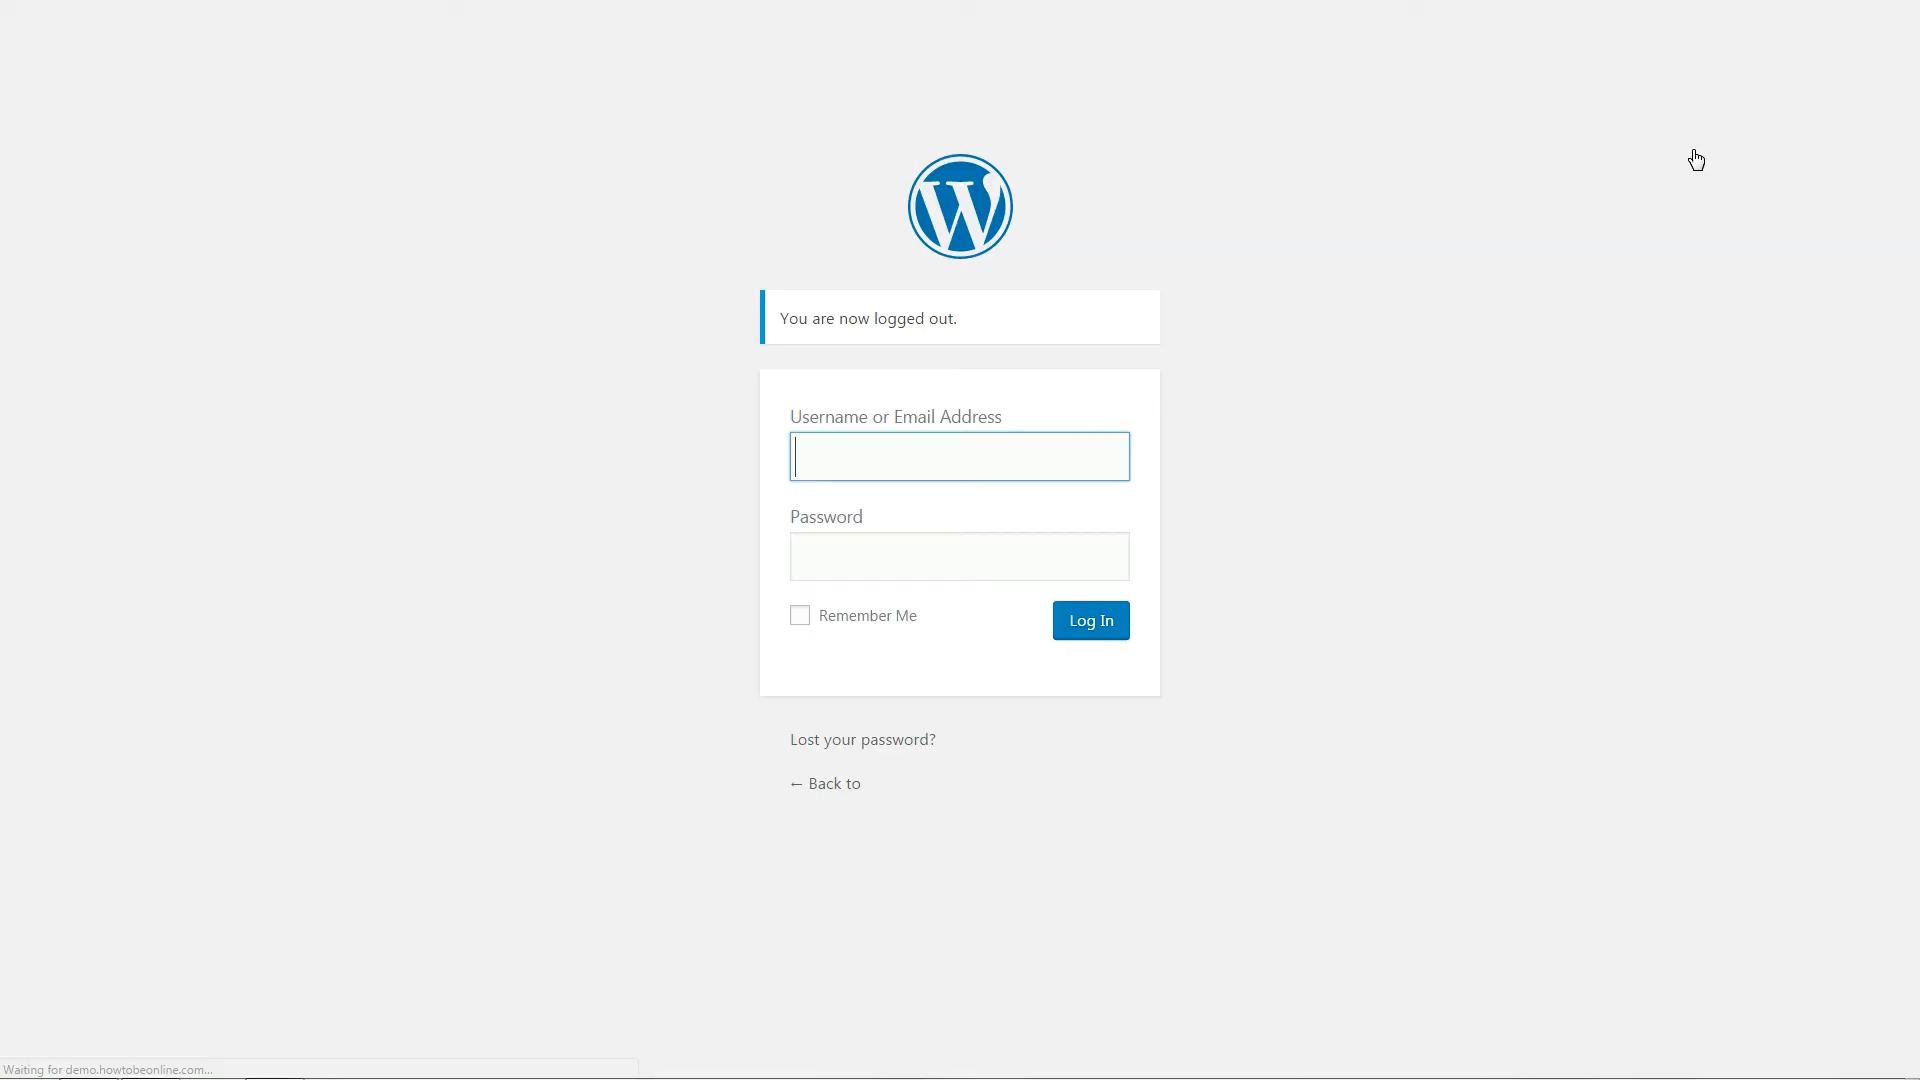 You are now logged out.
Username or Email Address
Password
Remember Me
Log In
Lost your password?
← Back to
Waiting for demo.howtobeonline.com...